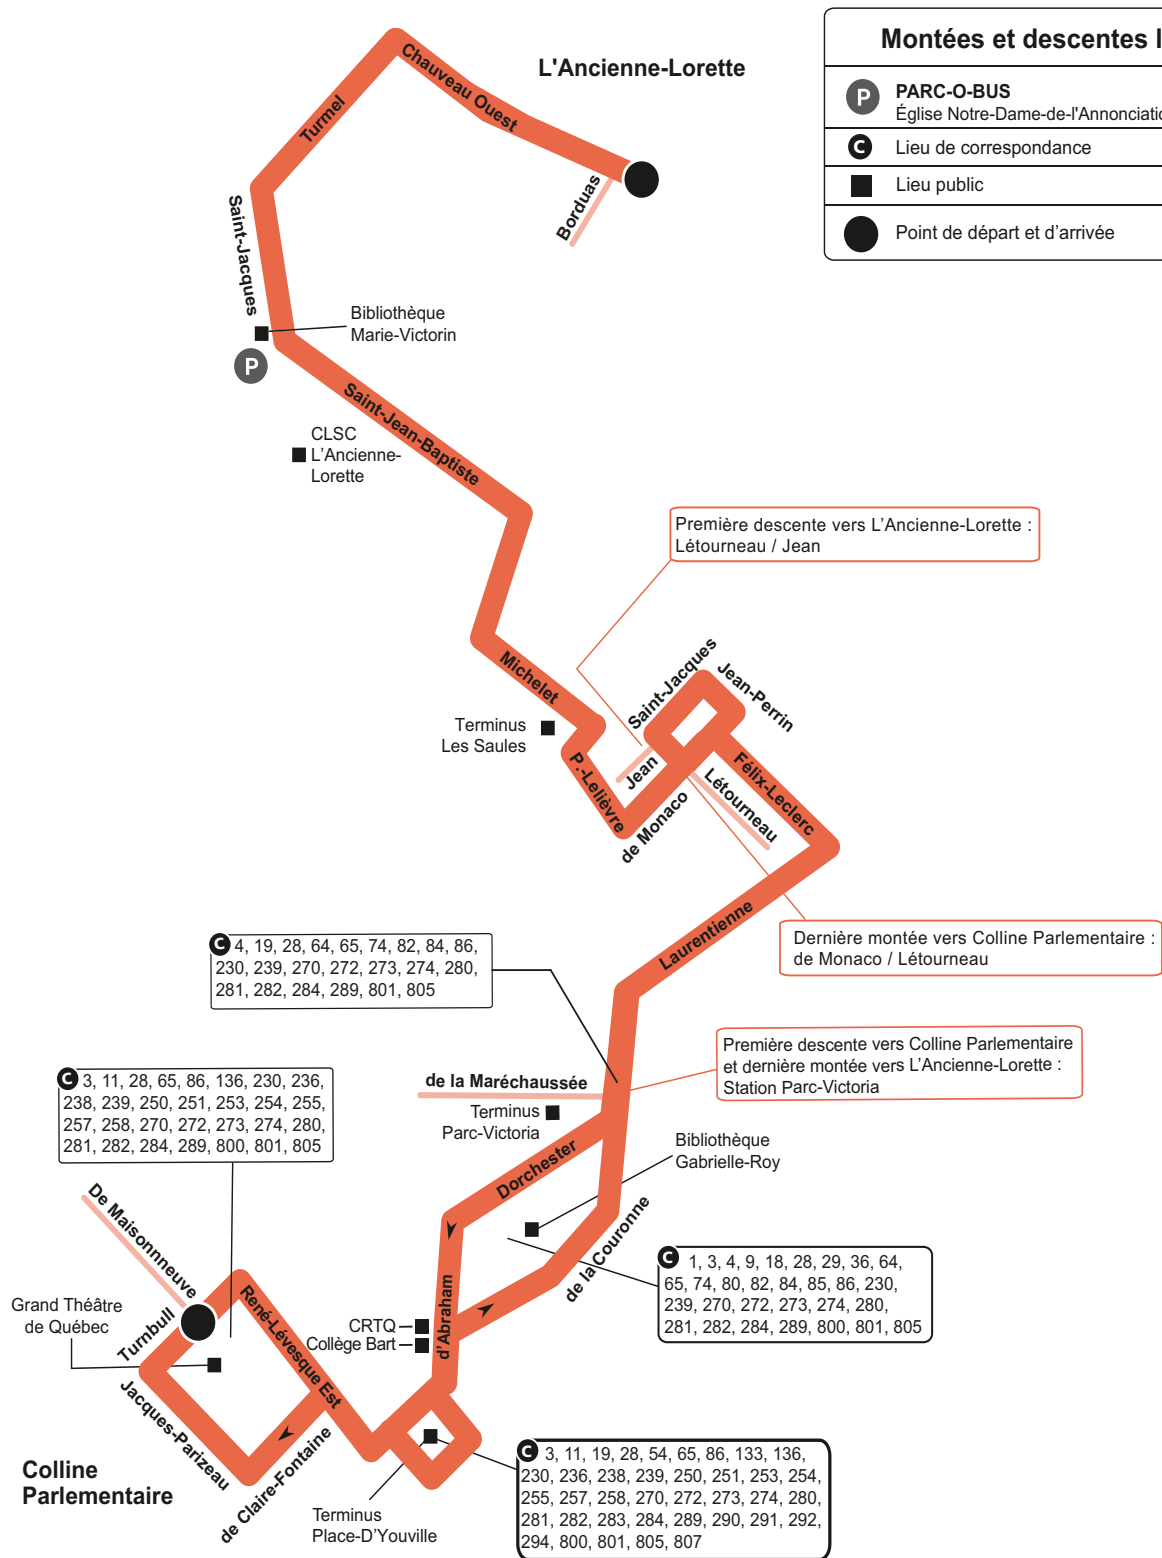 Montées et descentes l
PARC-O-BUS
Église Notre-Dame-de-l'Annonciatio
C Lieu de correspondance
Lieu public
Point de départ et d'arrivée
P
L'Ancienne-Lorette
Chauveau Ouest
Turmel
Borduas
Saint-Jacques
Bibliothèque
Marie-Victorin
P
Saint-Jean-Baptiste
CLSC
L'Ancienne-
Lorette
Première descente vers L'Ancienne-Lorette :
Létourneau / Jean
Michelet
Saint-Jacques
Jean-Perrin
Terminus
Les Saules
P.-Lelièvre
Jean
de Monaco
Létourneau
Félix-Leclerc
Laurentienne
Dernière montée vers Colline Parlementaire :
de Monaco / Létourneau
C 4, 19, 28, 64, 65, 74, 82, 84, 86,
230, 239, 270, 272, 273, 274, 280,
281, 282, 284, 289, 801, 805
Première descente vers Colline Parlementaire
et dernière montée vers L'Ancienne-Lorette :
Station Parc-Victoria
C 3, 11, 28, 65, 86, 136, 230, 236,
238, 239, 250, 251, 253, 254, 255,
257, 258, 270, 272, 273, 274, 280,
281, 282, 284, 289, 800, 801, 805
de la Maréchaussée
Terminus
Parc-Victoria
Bibliothèque
Gabrielle-Roy
Dorchester
de la Couronne
De Maisonnneuve
C 1, 3, 4, 9, 18, 28, 29, 36, 64,
65, 74, 80, 82, 84, 85, 86, 230,
239, 270, 272, 273, 274, 280,
281, 282, 284, 289, 800, 801, 805
Grand Théâtre
de Québec
Turnbull
René-Lévesque Est
CRTQ
Collège Bart
d'Abraham
Jacques-Parizeau
de Claire-Fontaine
Colline
Parlementaire
Terminus
Place-D'Youville
C 3, 11, 19, 28, 54, 65, 86, 133, 136,
230, 236, 238, 239, 250, 251, 253, 254,
255, 257, 258, 270, 272, 273, 274, 280,
281, 282, 283, 284, 289, 290, 291, 292,
294, 800, 801, 805, 807